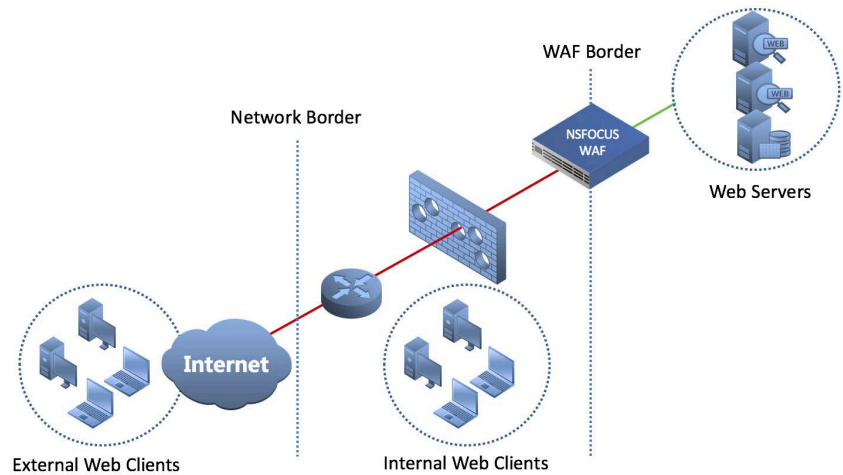 WAF Border
WEB
WEB
Network Border
NSFOCUS
WAF
Web Servers
Internet
External Web Clients
Internal Web Clients